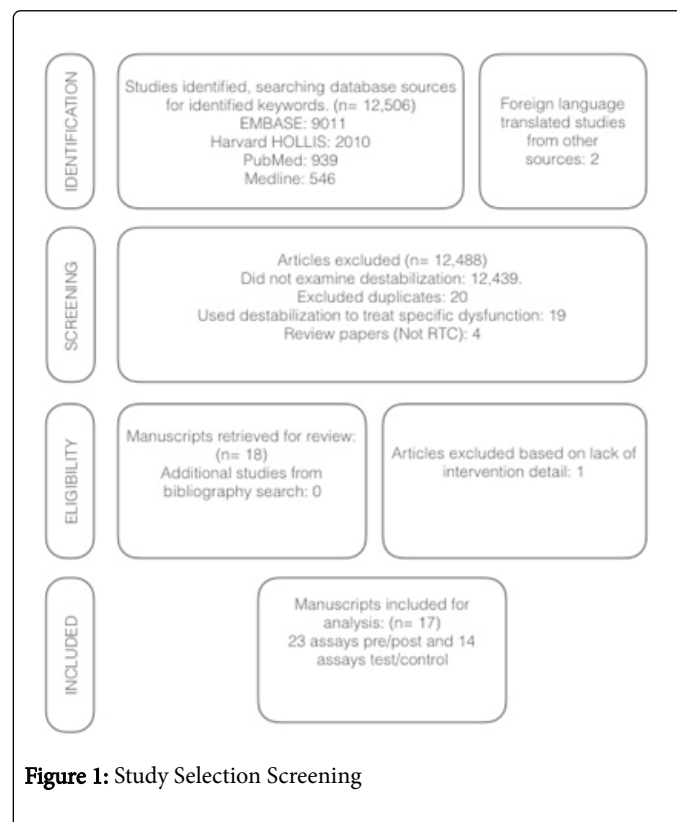 IDENTIFICATION
Studies identified, searching database sources
for identified keywords. (n= 12,506)
EMBASE: 9011
Harvard HOLLIS: 2010
PubMed: 939
Medline: 546
Foreign language
translated studies
from other
sources: 2
SCREENING
Articles excluded (n= 12,488)
Did not examine destabilization: 12,439.
Excluded duplicates: 20
Used destabilization to treat specific dysfunction: 19
Review papers (Not RTC): 4
ELIGIBILITY
Manuscripts retrieved for review:
(n= 18)
Additional studies from
bibliography search: 0
Articles excluded based on lack of
intervention detail: 1
INCLUDED
Manuscripts included for
analysis: (n= 17)
23 assays pre/post and 14
assays test/control
Figure 1: Study Selection Screening